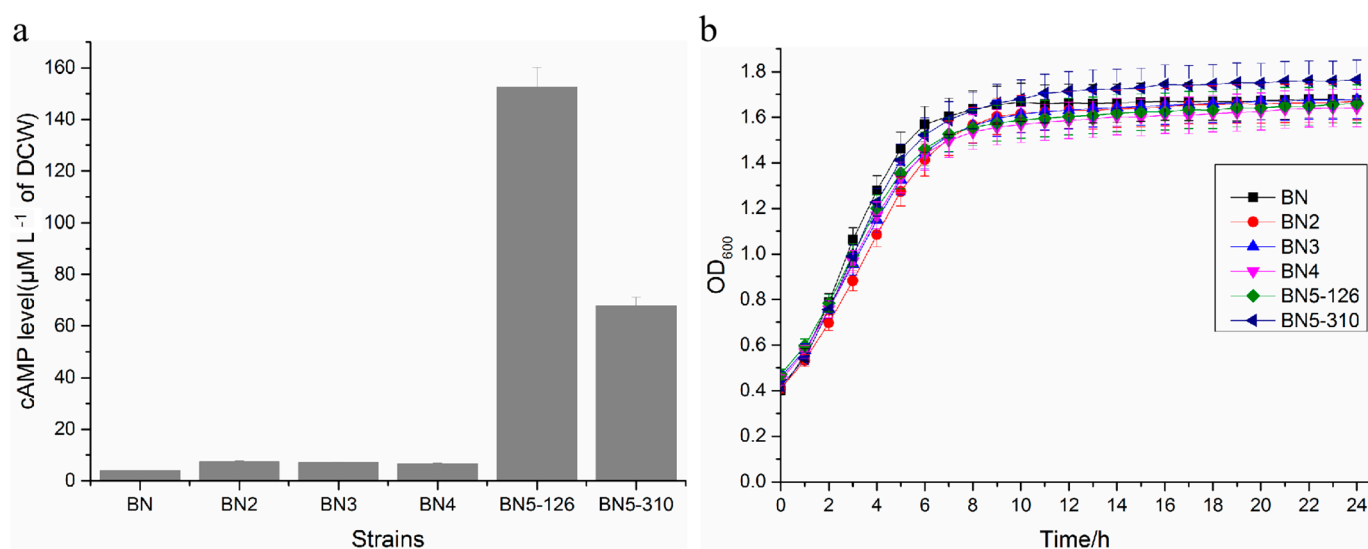 a
cAMP level(μM L⁻¹ of DCW)
160
140
120
100
80
60
40
20
0
BN BN2 BN3 BN4 BN5-126 BN5-310
Strains
b
OD₆₀₀
1.8
1.6
1.4
1.2
1.0
0.8
0.6
0.4
0.2
0.0
BN
BN2
BN3
BN4
BN5-126
BN5-310
0 2 4 6 8 10 12 14 16 18 20 22 24
Time/h